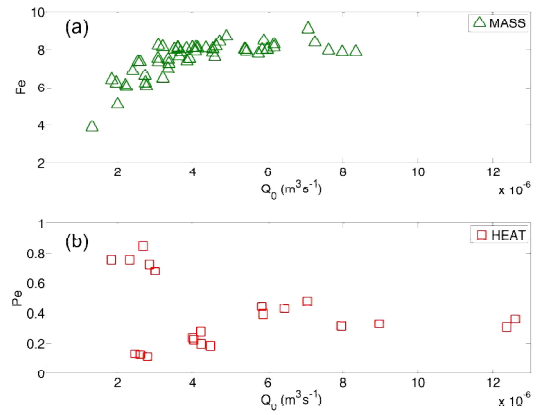 (a)
MASS
10
8
6
4
2
Fe
2 4 6 8 10 12
Q₀ (m³s⁻¹)
x 10⁻⁶
(b)
HEAT
1
0.8
0.6
0.4
0.2
0
Pe
2 4 6 8 10 12
Q₀ (m³s⁻¹)
x 10⁻⁶